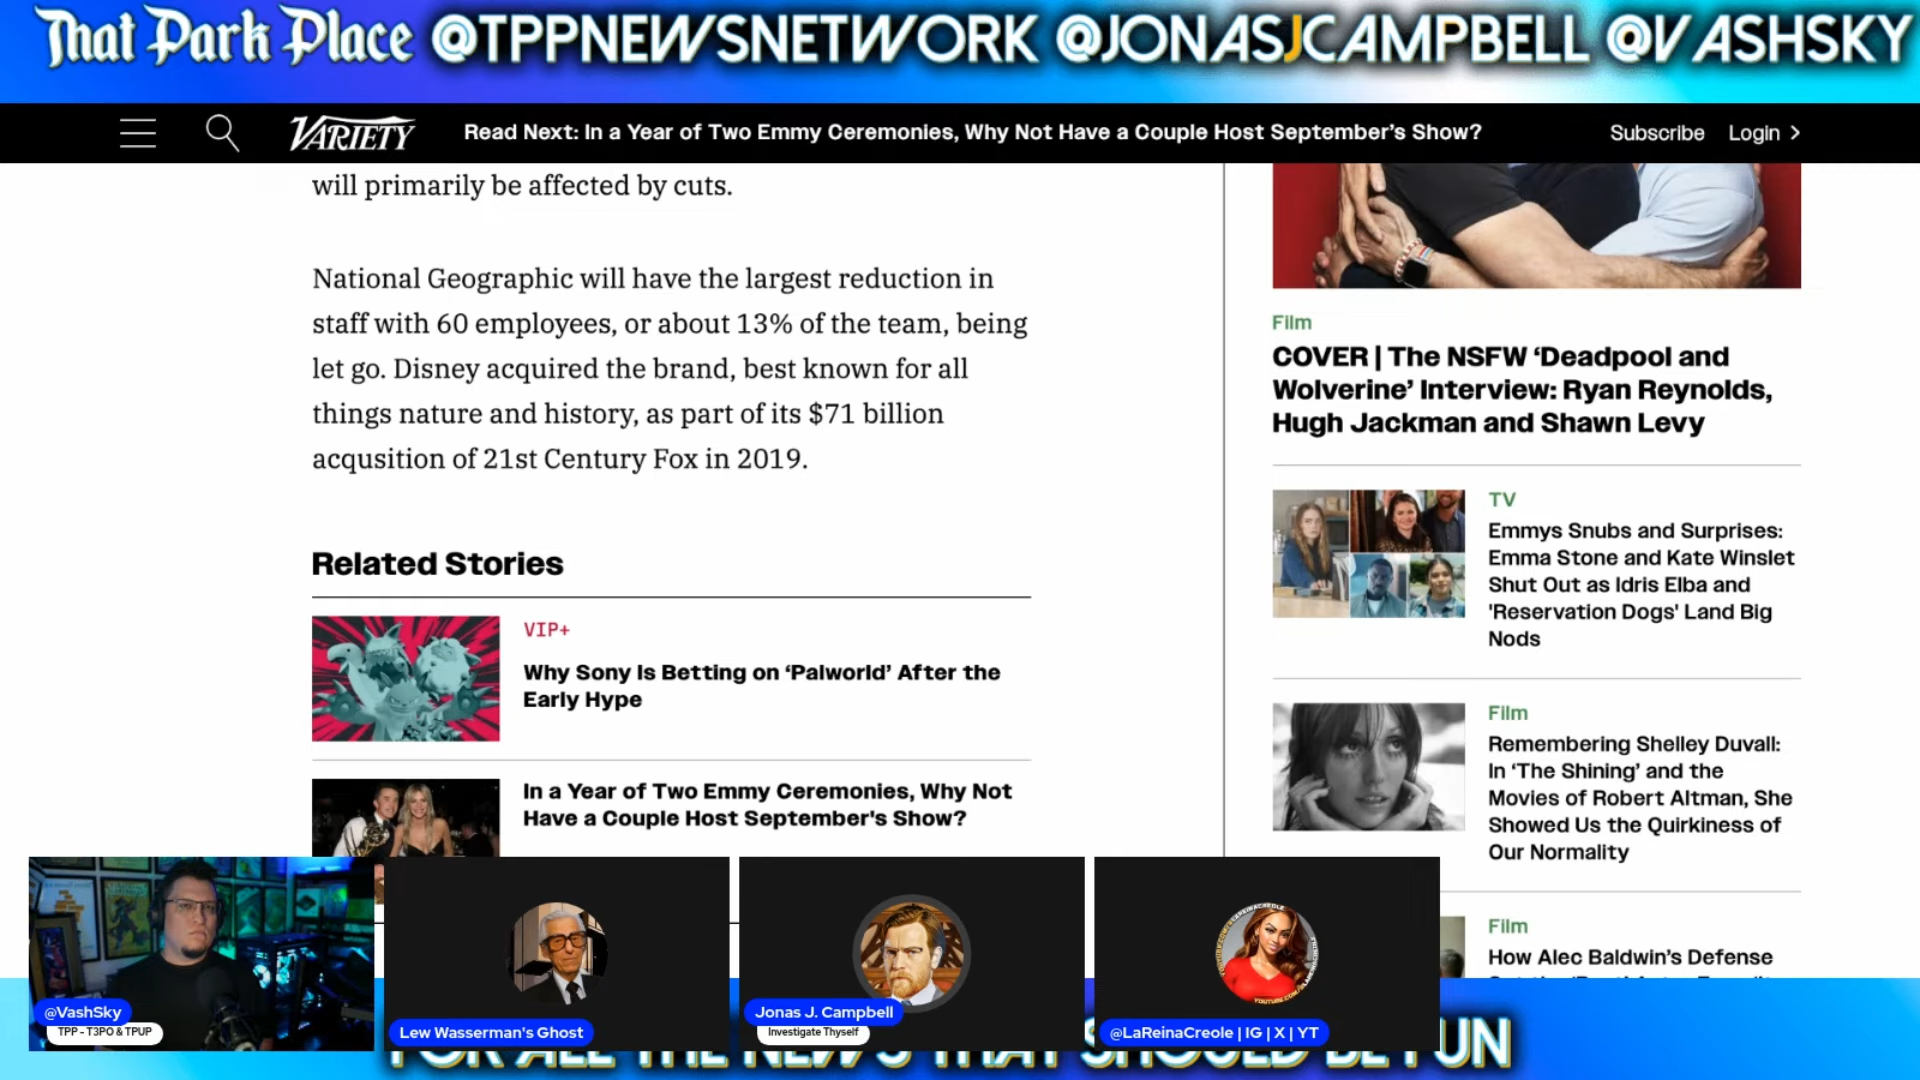 That Park Place @TPPNEWSNETWORK @JONASJCAMPBELL @VASHSKY
VARIETY
Read Next: In a Year of Two Emmy Ceremonies, Why Not Have a Couple Host September’s Show?
Subscribe
Login
will primarily be affected by cuts.
National Geographic will have the largest reduction in
staff with 60 employees, or about 13% of the team, being
let go. Disney acquired the brand, best known for all
things nature and history, as part of its $71 billion
acqusition of 21st Century Fox in 2019.
Related Stories
VIP+
Why Sony Is Betting on ‘Palworld’ After the
Early Hype
In a Year of Two Emmy Ceremonies, Why Not
Have a Couple Host September's Show?
Film
COVER | The NSFW ‘Deadpool and
Wolverine’ Interview: Ryan Reynolds,
Hugh Jackman and Shawn Levy
TV
Emmys Snubs and Surprises:
Emma Stone and Kate Winslet
Shut Out as Idris Elba and
'Reservation Dogs' Land Big
Nods
Film
Remembering Shelley Duvall:
In ‘The Shining’ and the
Movies of Robert Altman, She
Showed Us the Quirkiness of
Our Normality
Film
How Alec Baldwin’s Defense
@VashSky
TPP - T3PO & TPUP
Lew Wasserman's Ghost
Jonas J. Campbell
Investigate Thyself
@LaReinaCreole | IG | X | YT
FOR ALL THE NEWS THAT SHOULD BE FUN